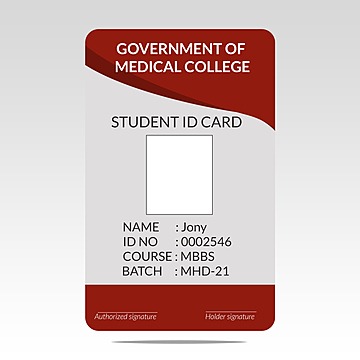 GOVERNMENT OF
MEDICAL COLLEGE
STUDENT ID CARD
NAME : Jony
ID NO : 0002546
COURSE : MBBS
BATCH : MHD-21
Authorized signature Holder signature